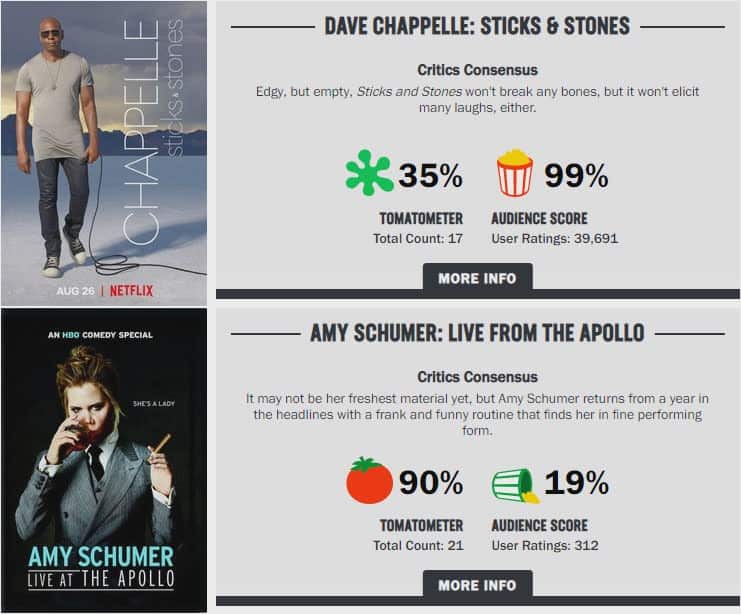 CHAPPELLE
sticks & stones
AUG 26 | NETFLIX
DAVE CHAPPELLE: STICKS & STONES
Critics Consensus
Edgy, but empty, Sticks and Stones won't break any bones, but it won't elicit
many laughs, either.
35% 99%
TOMATOMETER AUDIENCE SCORE
Total Count: 17 User Ratings: 39,691
MORE INFO
AN HBO COMEDY SPECIAL
SHE'S A LADY
AMY SCHUMER
LIVE AT THE APOLLO
AMY SCHUMER: LIVE FROM THE APOLLO
Critics Consensus
It may not be her freshest material yet, but Amy Schumer returns from a year in
the headlines with a frank and funny routine that finds her in fine performing
form.
90% 19%
TOMATOMETER AUDIENCE SCORE
Total Count: 21 User Ratings: 312
MORE INFO